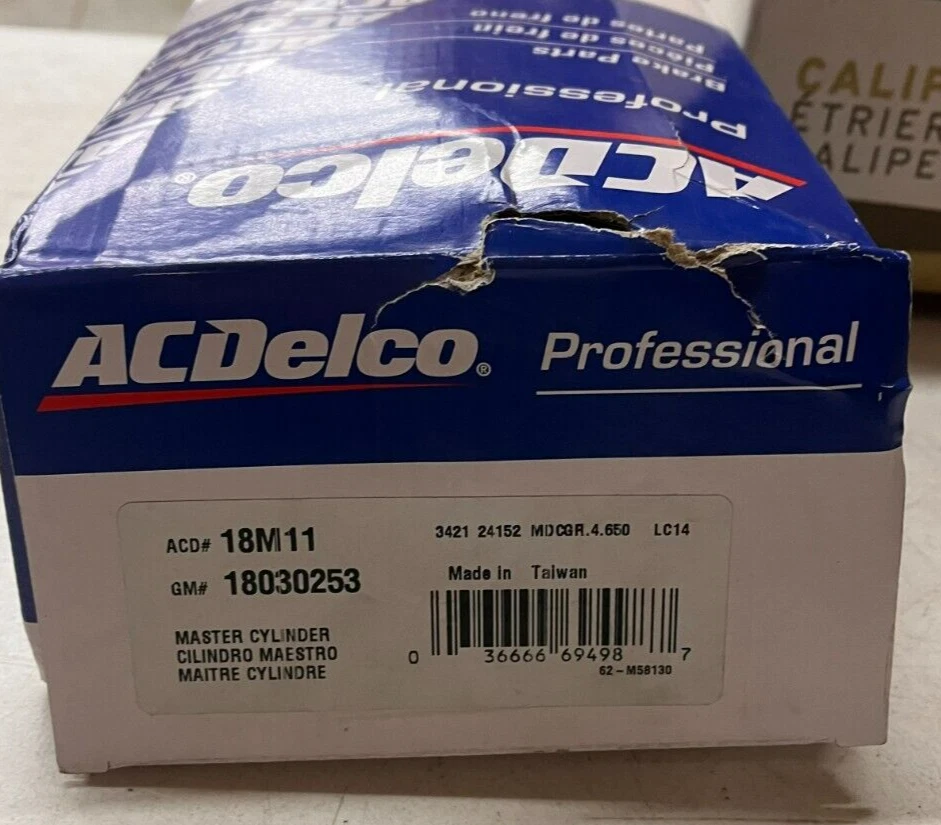 Partes de freno
Pièces de frein
Brake Parts
Professional
ACDelco®
CALIP
ÉTRIER
CALIPE
ACDelco® Professional
ACD# 18M11
GM# 18030253
3421 24152 MDCGR.4.650 LC14
Made in Taiwan
MASTER CYLINDER
CILINDRO MAESTRO
MAITRE CYLINDRE
0 36666 69498 7
62-M58130